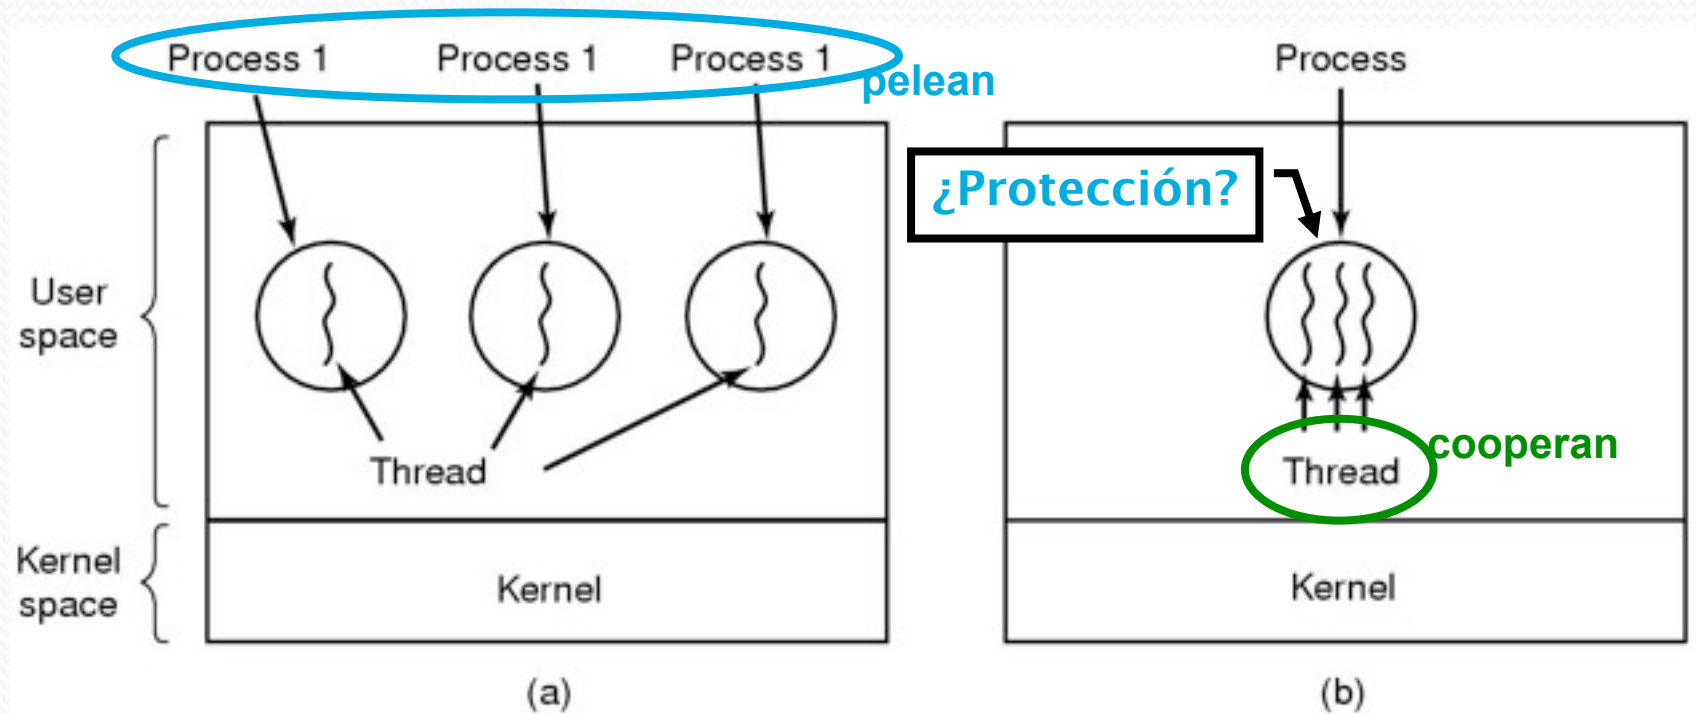 Process 1
Process 1
Process 1
pelean
User
space
Thread
Kernel
space
Kernel
(a)
Process
¿Protección?
Thread
cooperan
Kernel
(b)